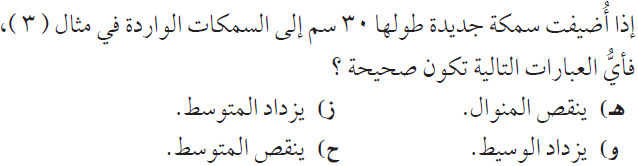 إذا أُضيفت سمكة جديدة طولها ٣٠ سم إلى السمكات الواردة في مثال (٣)،
فأيُّ العبارات التالية تكون صحيحة ؟
هـ) ينقص المنوال. ز) يزداد المتوسط.
و) يزداد الوسيط. ح) ينقص المتوسط.